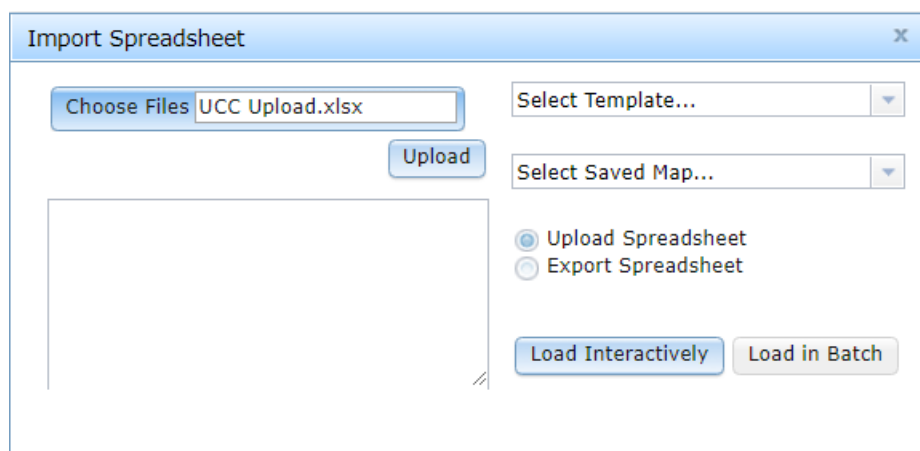 Import Spreadsheet
Choose Files UCC Upload.xlsx
Upload
Select Template...
Select Saved Map...
Upload Spreadsheet
Export Spreadsheet
Load Interactively Load in Batch